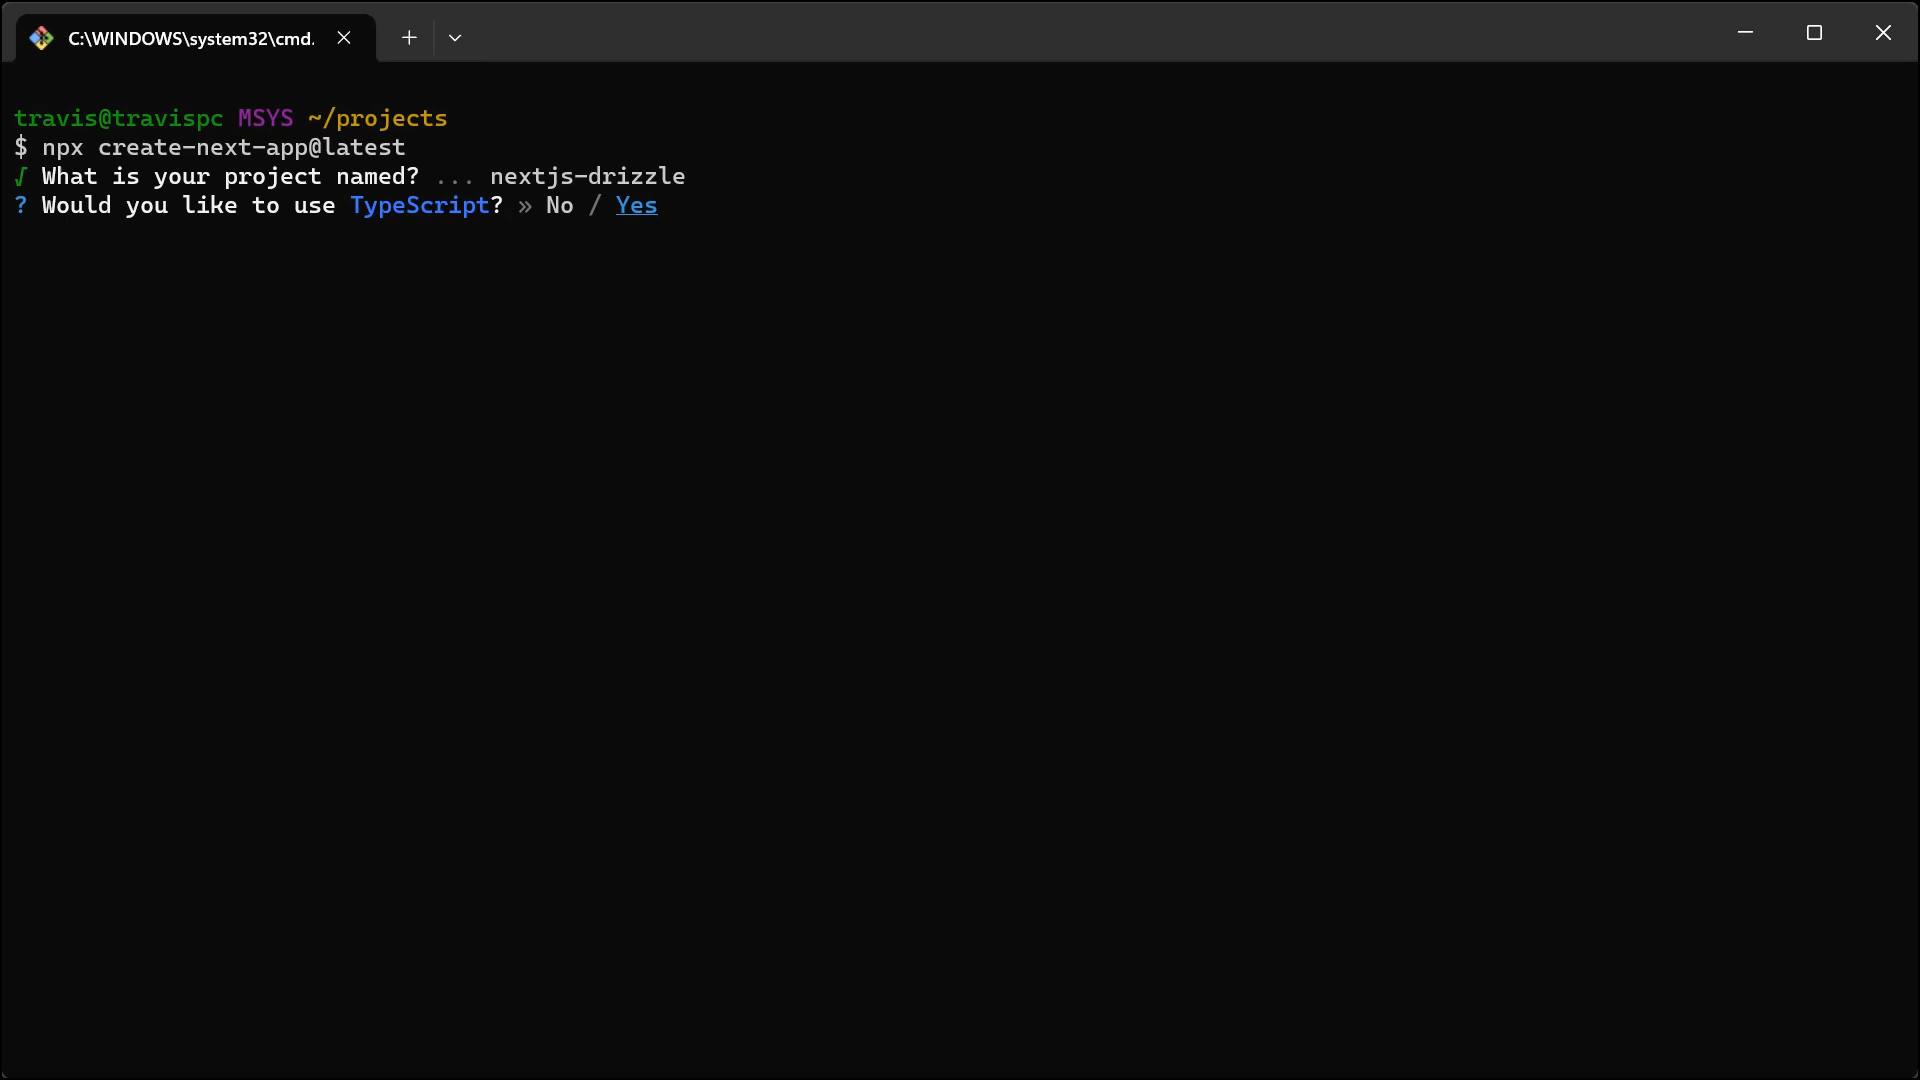 C:\WINDOWS\system32\cmd.
travis@travispc MSYS ~/projects
$ npx create-next-app@latest
√ What is your project named? ... nextjs-drizzle
? Would you like to use TypeScript? » No / Yes